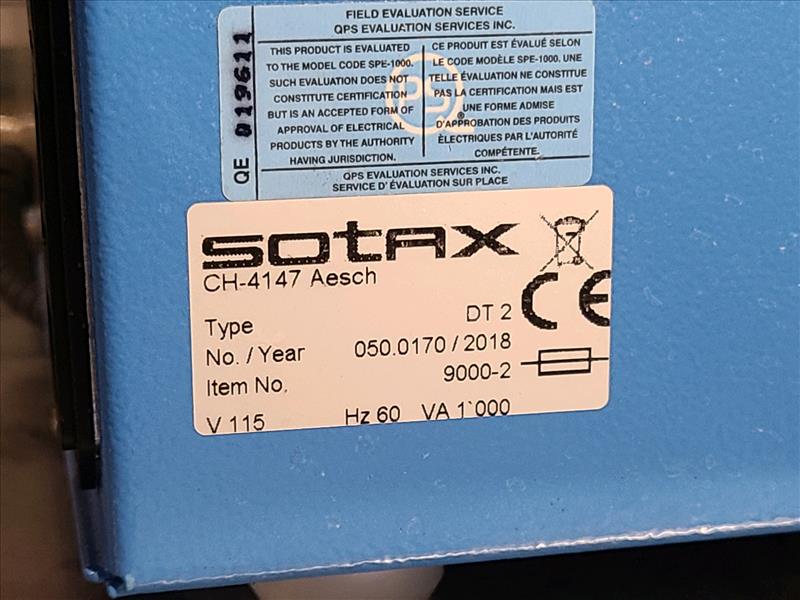 FIELD EVALUATION SERVICE
QPS EVALUATION SERVICES INC.
QE 019611
THIS PRODUCT IS EVALUATED
TO THE MODEL CODE SPE-1000.
SUCH EVALUATION DOES NOT
CONSTITUTE CERTIFICATION
BUT IS AN ACCEPTED FORM OF
APPROVAL OF ELECTRICAL
PRODUCTS BY THE AUTHORITY
HAVING JURISDICTION.
CE PRODUIT EST ÉVALUÉ SELON
LE CODE MODÈLE SPE-1000. UNE
TELLE ÉVALUATION NE CONSTITUE
PAS LA CERTIFICATION MAIS EST
UNE FORME ADMISE
D'APPROBATION DES PRODUITS
ÉLECTRIQUES PAR L'AUTORITÉ
COMPÉTENTE.
QPS
®
QPS EVALUATION SERVICES INC.
SERVICE D'ÉVALUATION SUR PLACE
sotax
CH-4147 Aesch
CE
Type DT 2
No. / Year 050.0170 / 2018
Item No. 9000-2
V 115 Hz 60 VA 1`000